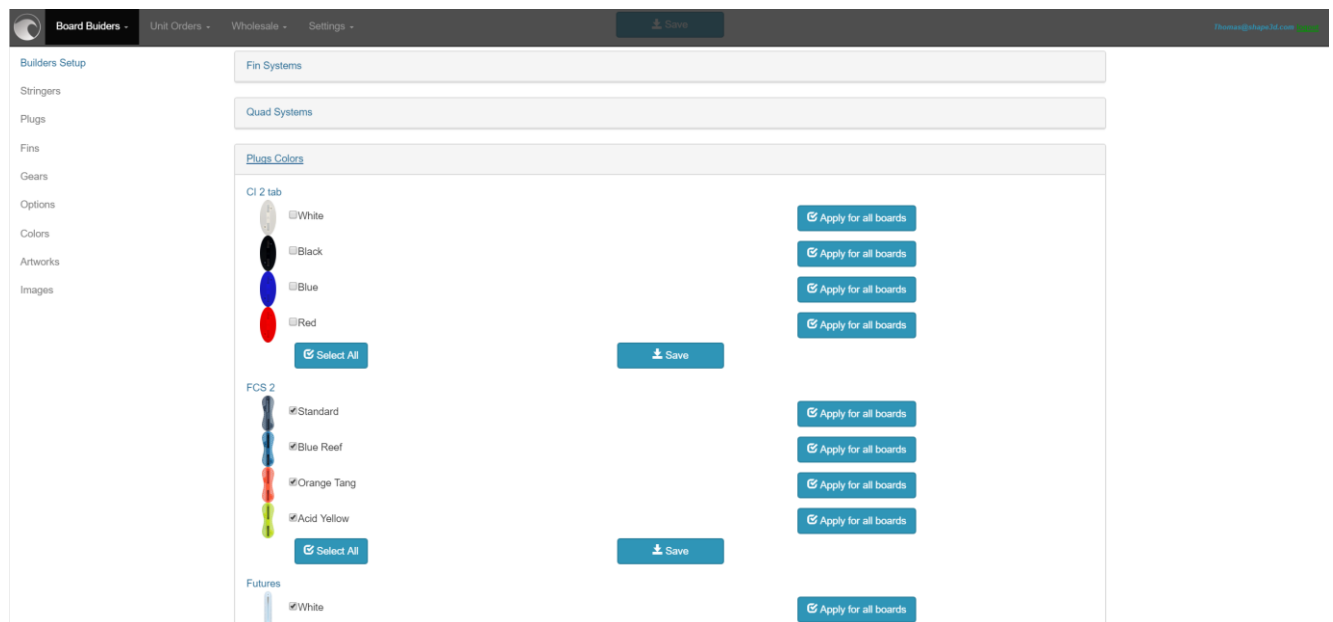 Board Buiders
Unit Orders
Wholesale
Settings
Save
Thomas@shape3d.com
Builders Setup
Stringers
Plugs
Fins
Gears
Options
Colors
Artworks
Images
Fin Systems
Quad Systems
Plugs Colors
CI 2 tab
White
Apply for all boards
Black
Apply for all boards
Blue
Apply for all boards
Red
Apply for all boards
Select All
Save
FCS 2
Standard
Apply for all boards
Blue Reef
Apply for all boards
Orange Tang
Apply for all boards
Acid Yellow
Apply for all boards
Select All
Save
Futures
White
Apply for all boards